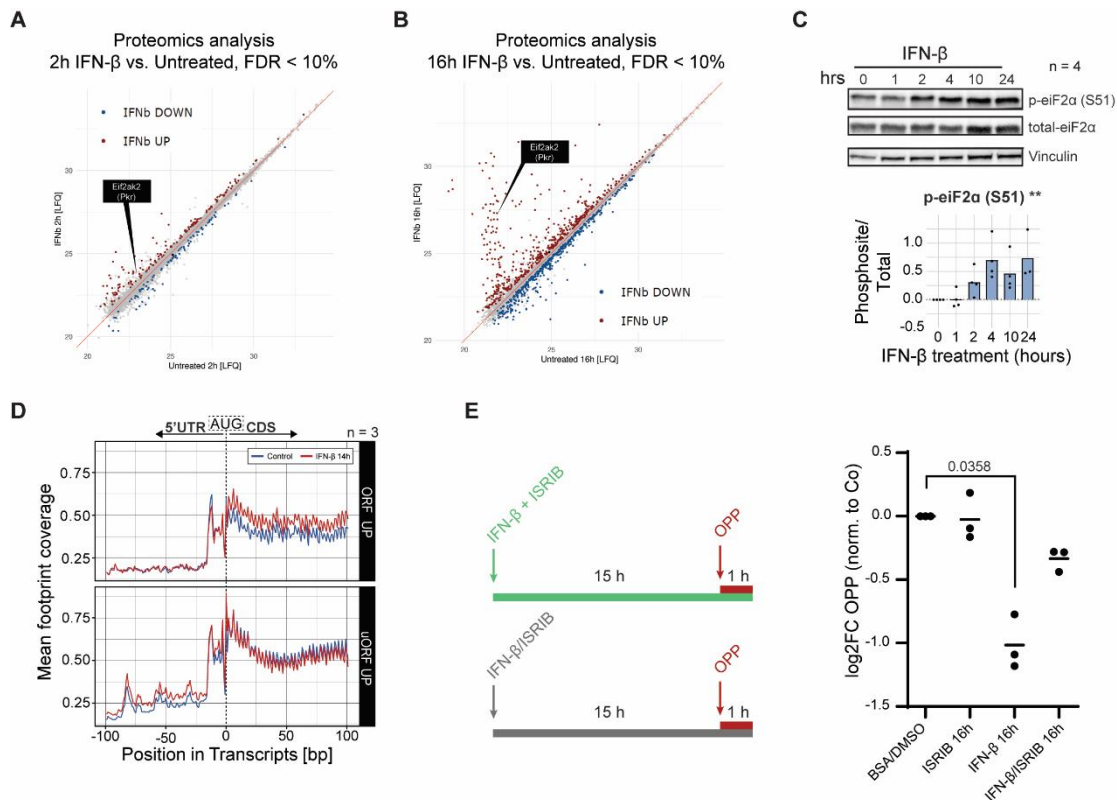 A
Proteomics analysis
2h IFN-β vs. Untreated, FDR < 10%
IFNb DOWN
IFNb UP
Eif2ak2
(Pkr)
IFNb 2h [LFQ]
30
25
20
20
25
30
Untreated 2h [LFQ]
B
Proteomics analysis
16h IFN-β vs. Untreated, FDR < 10%
Eif2ak2
(Pkr)
IFNb DOWN
IFNb UP
IFNb 16h [LFQ]
30
25
20
20
25
30
Untreated 16h [LFQ]
C
IFN-β
n = 4
hrs 0 1 2 4 10 24
p-eiF2α (S51)
total-eiF2α
Vinculin
p-eiF2α (S51) **
Phosphosite/
Total
1.0
0.5
0.0
-0.5
0 1 2 4 10 24
IFN-β treatment (hours)
D
5'UTR AUG CDS
n = 3
Control IFN-β 14h
Mean footprint coverage
0.75
0.50
0.25
ORF UP
0.75
0.50
0.25
uORF UP
-100 -50 0 50 100
Position in Transcripts [bp]
E
IFN-β + ISRIB
OPP
15 h
1 h
IFN-β/ISRIB
OPP
15 h
1 h
log2FC OPP (norm. to Co)
0.5
0.0
-0.5
-1.0
-1.5
0.0358
BSA/DMSO
ISRIB 16h
IFN-β 16h
IFN-β/ISRIB 16h